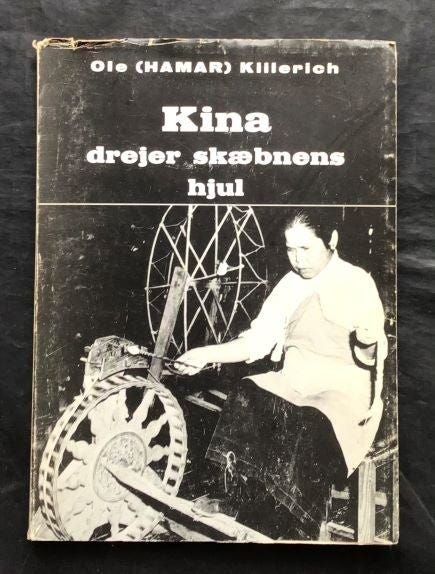 Ole (HAMAR) Killerich
Kina
drejer skæbnens
hjul